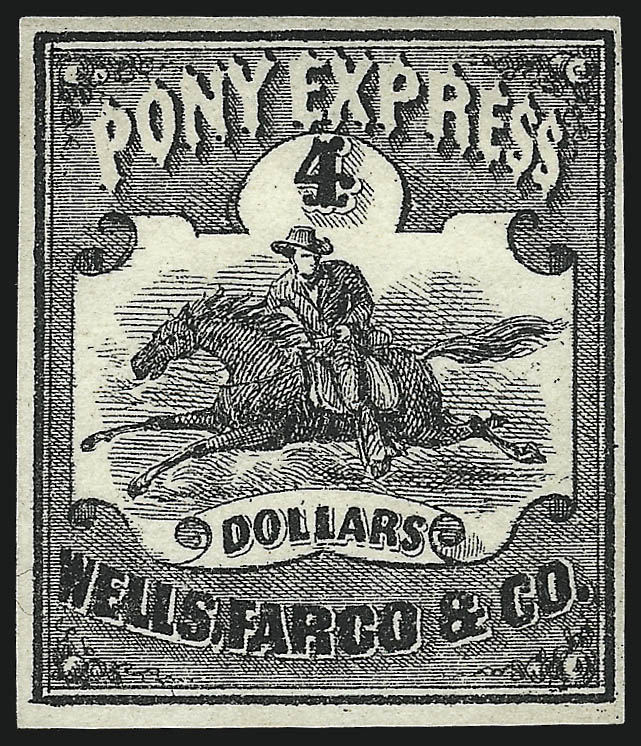 PONY EXPRESS
4
DOLLARS
WELLS, FARGO & CO.